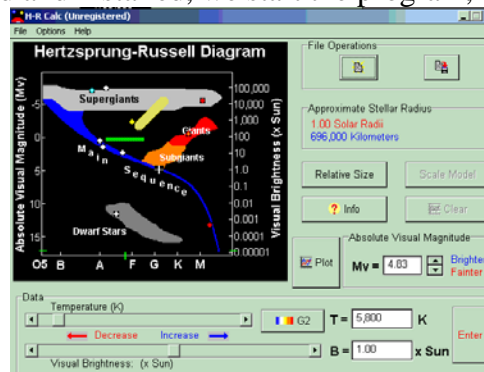 H-R Calc (Unregistered)
File Options Help
Hertzsprung-Russell Diagram
Absolute Visual Magnitude (Mv)
-5
0
5
10
15
Supergiants
Giants
Subgiants
Main Sequence
Dwarf Stars
100,000
10,000
1,000
100
10
1.0
0.1
0.01
0.001
0.0001
0.00001
Visual Brightness (x Sun)
O5 B A F G K M
File Operations
Approximate Stellar Radius
1.00 Solar Radii
696,000 Kilometers
Relative Size
Scale Model
? Info
Clear
Plot
Absolute Visual Magnitude
Mv = 4.83
Brighter
Fainter
Data
Temperature (K)
Decrease Increase
Visual Brightness: (x Sun)
G2
T = 5,800 K
B = 1.00 x Sun
Enter